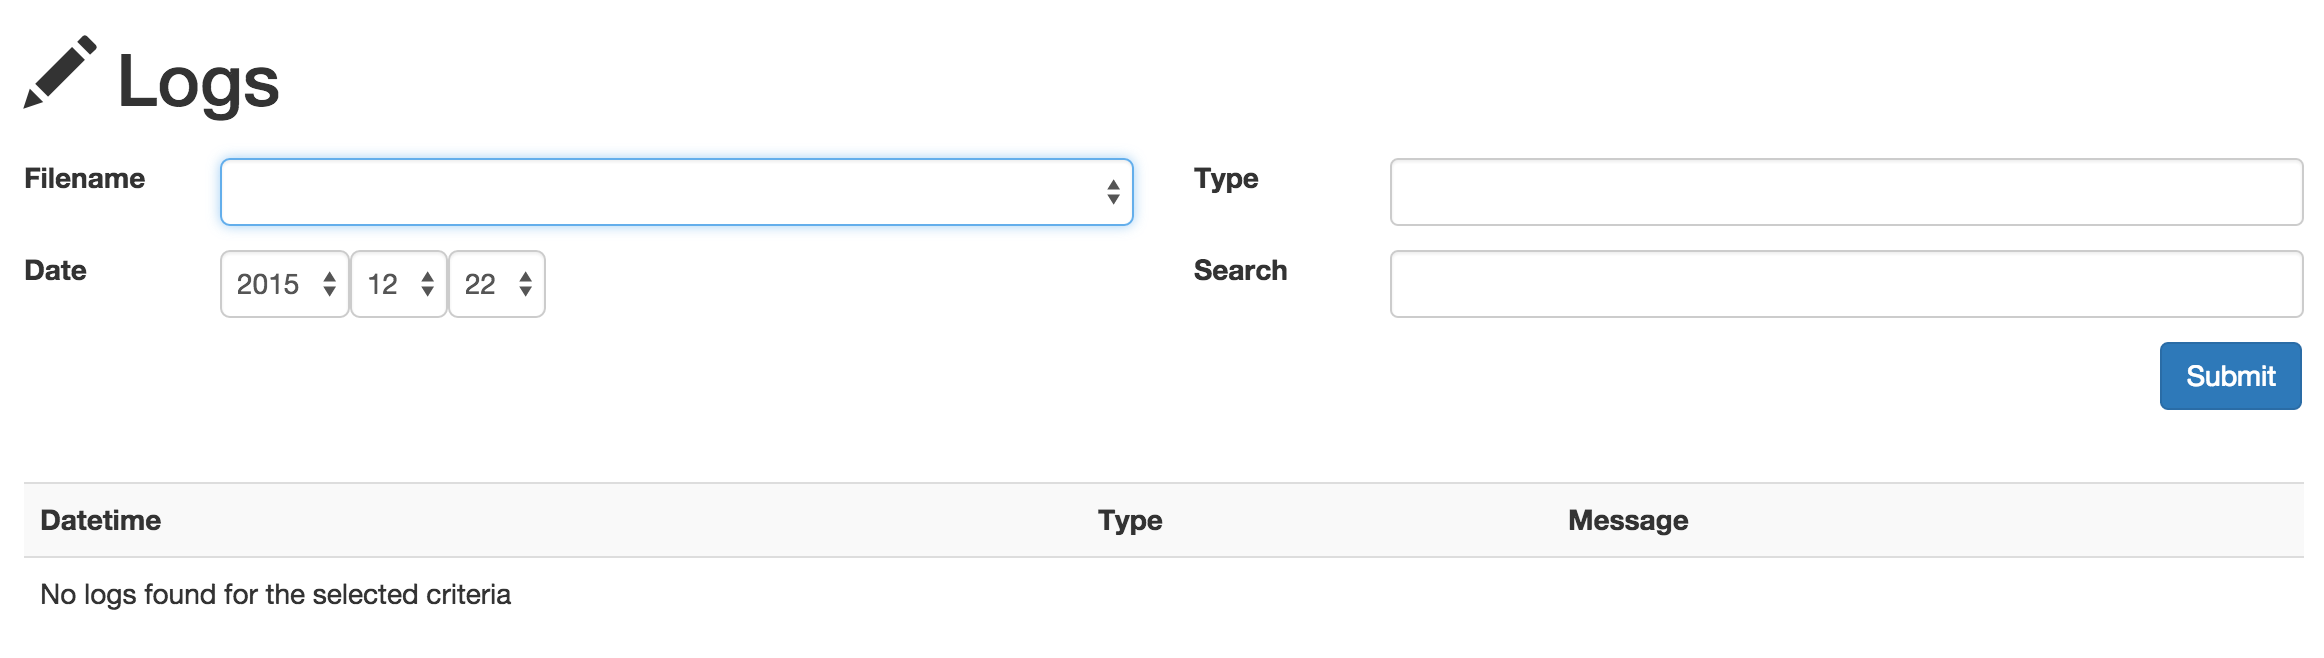 Logs
Filename
Type
Date
2015 12 22
Search
Submit
Datetime Type Message
No logs found for the selected criteria